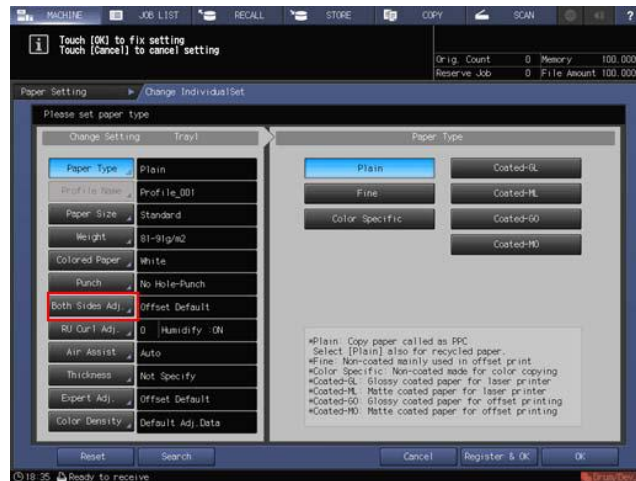 MACHINE JOB LIST RECALL STORE COPY SCAN ?
Touch [OK] to fix setting
Touch [Cancel] to cancel setting
Orig. Count 0 Memory 100.000
Reserve Job 0 File Amount 100.000
Paper Setting Change IndividualSet
Please set paper type
Change Setting Tray1
Paper Type
Paper Type Plain
Profile Name Profile_001
Paper Size Standard
Weight 81-91g/m2
Colored Paper White
Punch No Hole-Punch
Both Sides Adj. Offset Default
RU Curl Adj. 0 Humidify :ON
Air Assist Auto
Thickness Not Specify
Expert Adj. Offset Default
Color Density Default Adj.Data
Plain Coated-GL
Fine Coated-ML
Color Specific Coated-GO
Coated-MO
*Plain: Copy paper called as PPC
Select [Plain] also for recycled paper.
*Fine: Non-coated mainly used in offset print
*Color Specific: Non-coated made for color copying
*Coated-GL: Glossy coated paper for laser printer
*Coated-ML: Matte coated paper for laser printer
*Coated-GO: Glossy coated paper for offset printing
*Coated-MO: Matte coated paper for offset printing
Reset Search Cancel Register & OK OK
18:35 Ready to receive Drum/Dev